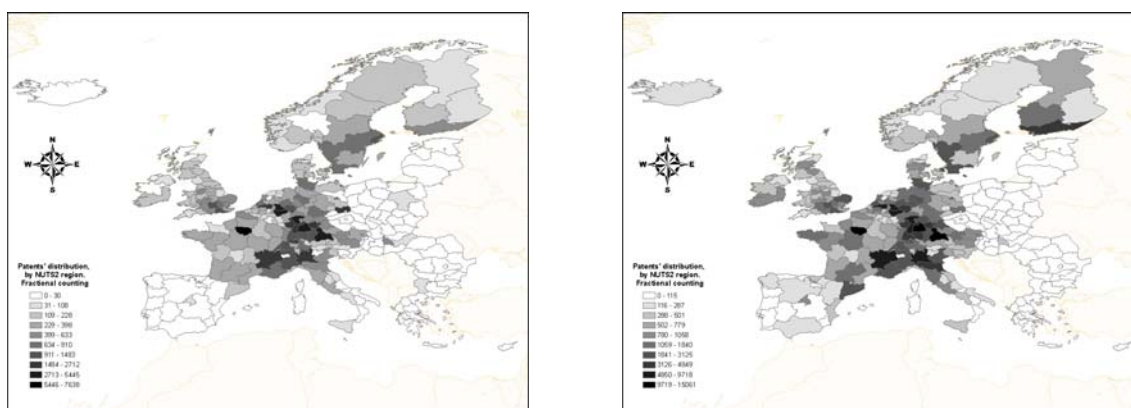 N
W E
S
Patents' distribution,
by NUTS2 region.
Fractional counting
0 - 30
31 - 108
109 - 228
229 - 398
399 - 633
634 - 910
911 - 1483
1484 - 2712
2713 - 5445
5446 - 7639
N
W E
S
Patents' distribution,
by NUTS2 region.
Fractional counting
0 - 115
116 - 287
288 - 501
502 - 779
780 - 1058
1059 - 1840
1841 - 3125
3126 - 4949
4950 - 9718
9719 - 15061